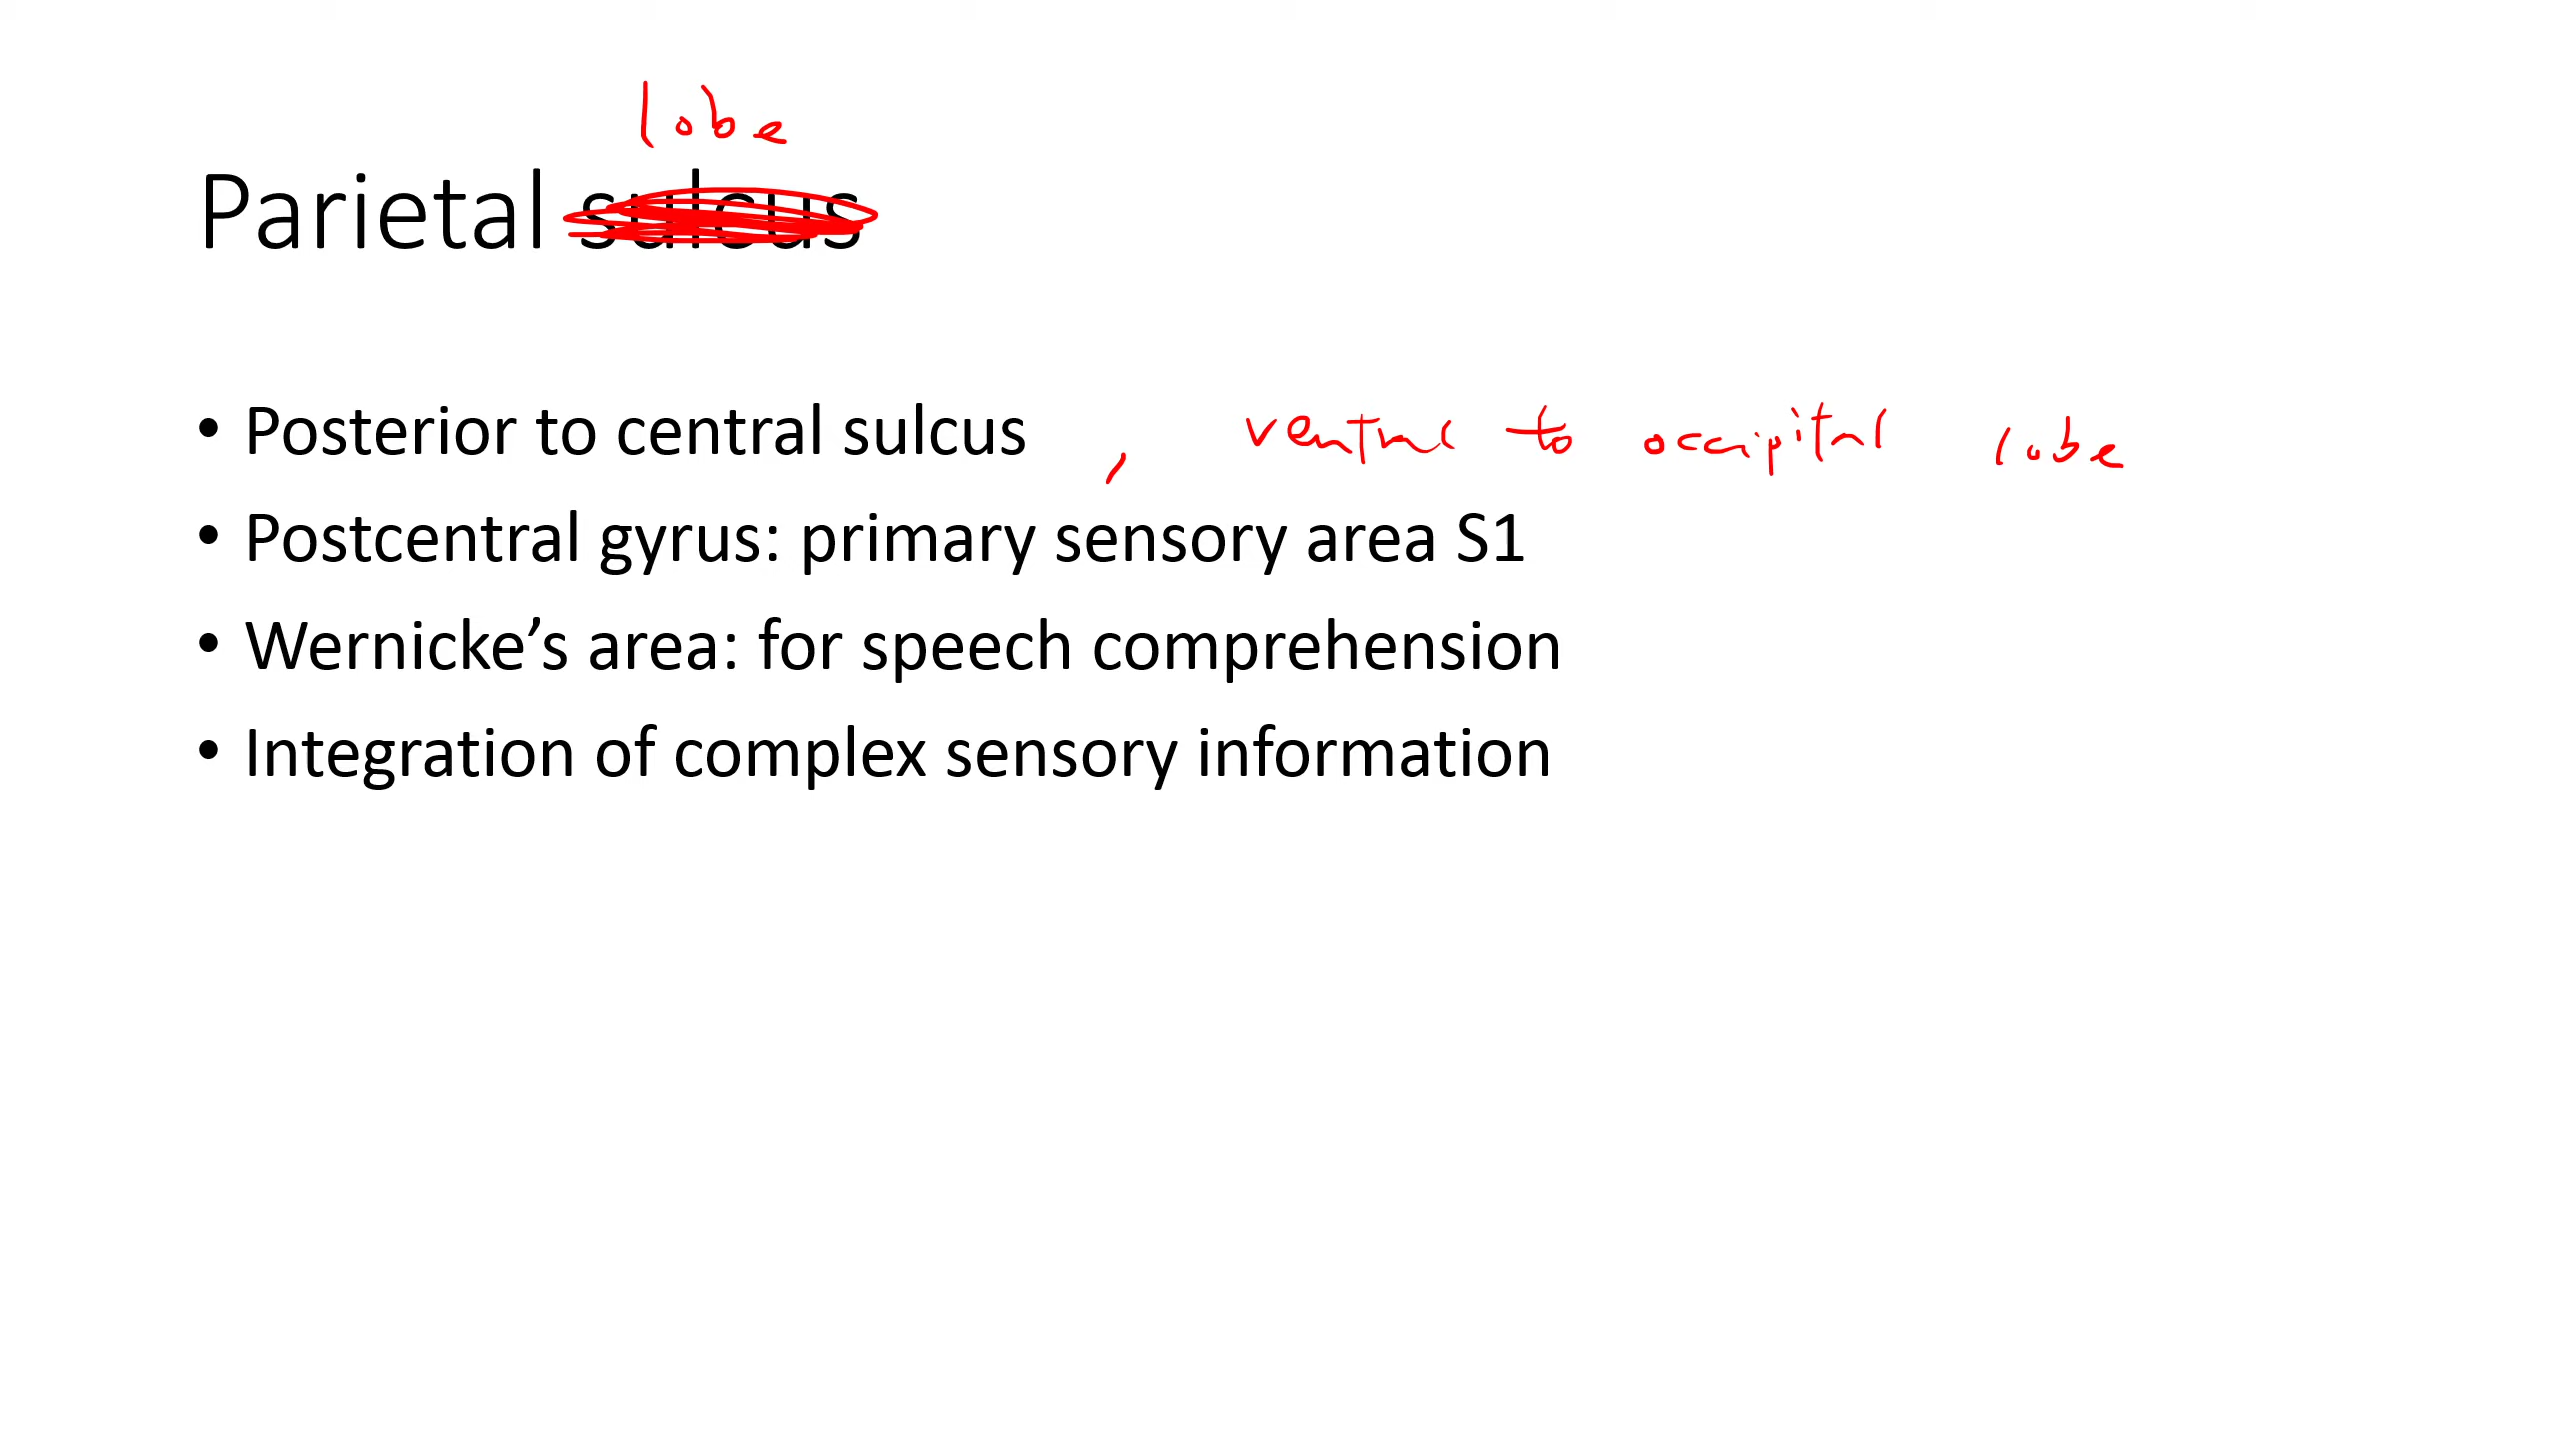 lobe
Parietal sulcus
• Posterior to central sulcus , ventral to occipital lobe
• Postcentral gyrus: primary sensory area S1
• Wernicke’s area: for speech comprehension
• Integration of complex sensory information